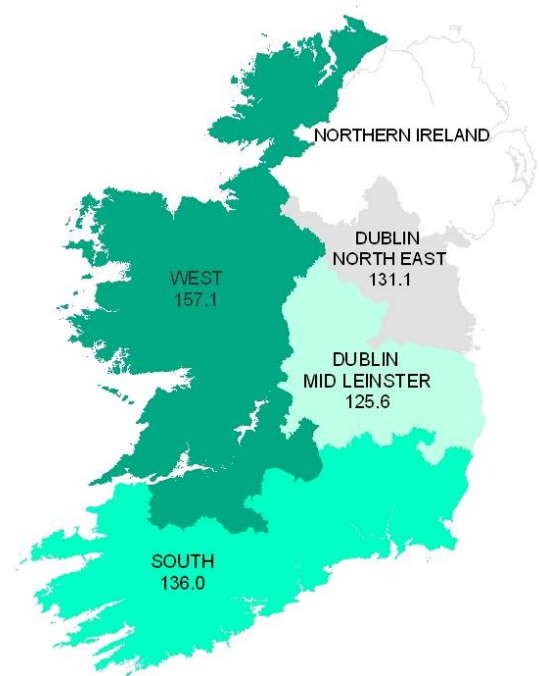 NORTHERN IRELAND
DUBLIN
NORTH EAST
131.1
WEST
157.1
DUBLIN
MID LEINSTER
125.6
SOUTH
136.0